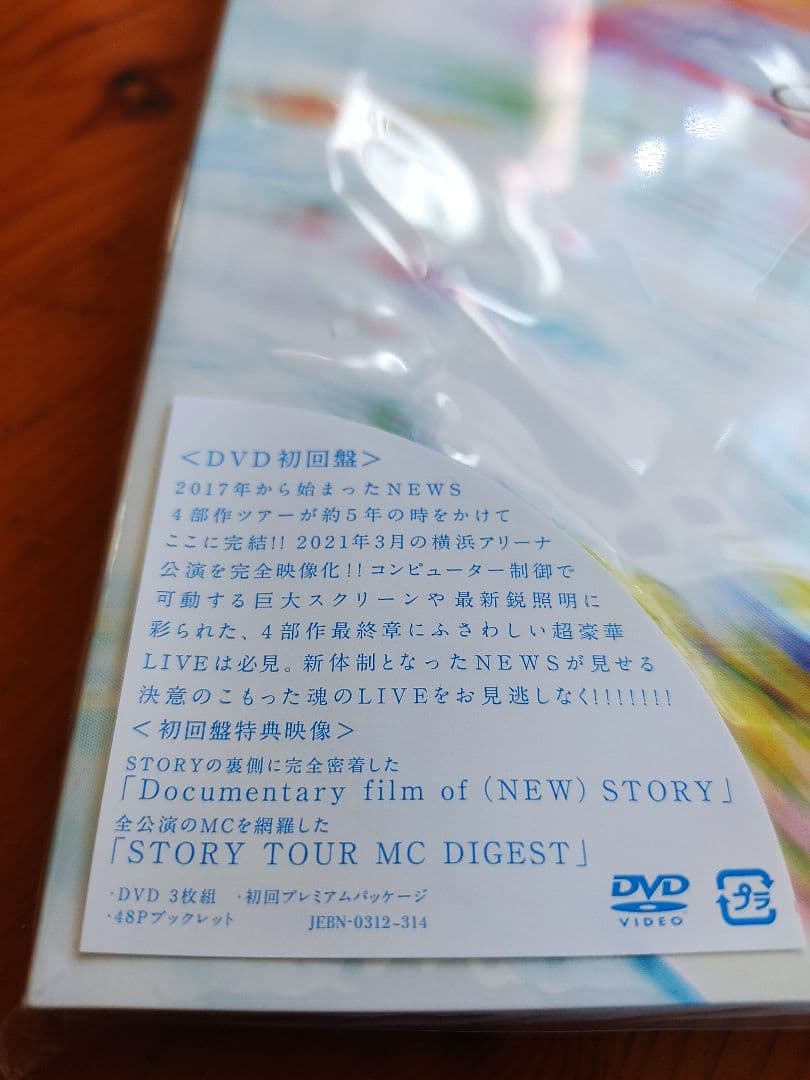 ＜DVD初回盤＞
2017年から始まったNEWS
4部作ツアーが約5年の時をかけて
ここに完結!! 2021年3月の横浜アリーナ
公演を完全映像化!!コンピューター制御で
可動する巨大スクリーンや最新鋭照明に
彩られた、4部作最終章にふさわしい超豪華
LIVEは必見。新体制となったNEWSが見せる
決意のこもった魂のLIVEをお見逃しなく!!!!!!!
＜初回盤特典映像＞
STORYの裏側に完全密着した
「Documentary film of (NEW) STORY」
全公演のMCを網羅した
「STORY TOUR MC DIGEST」
・DVD 3枚組 ・初回プレミアムパッケージ
・48Pブックレット JEBN-0312-314
DVD VIDEO
プラ